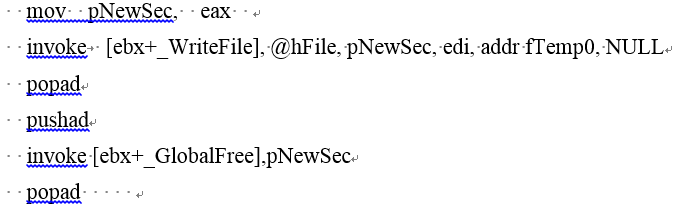 mov pNewSec, eax
invoke [ebx+_WriteFile], @hFile, pNewSec, edi, addr fTemp0, NULL
popad
pushad
invoke [ebx+_GlobalFree],pNewSec
popad